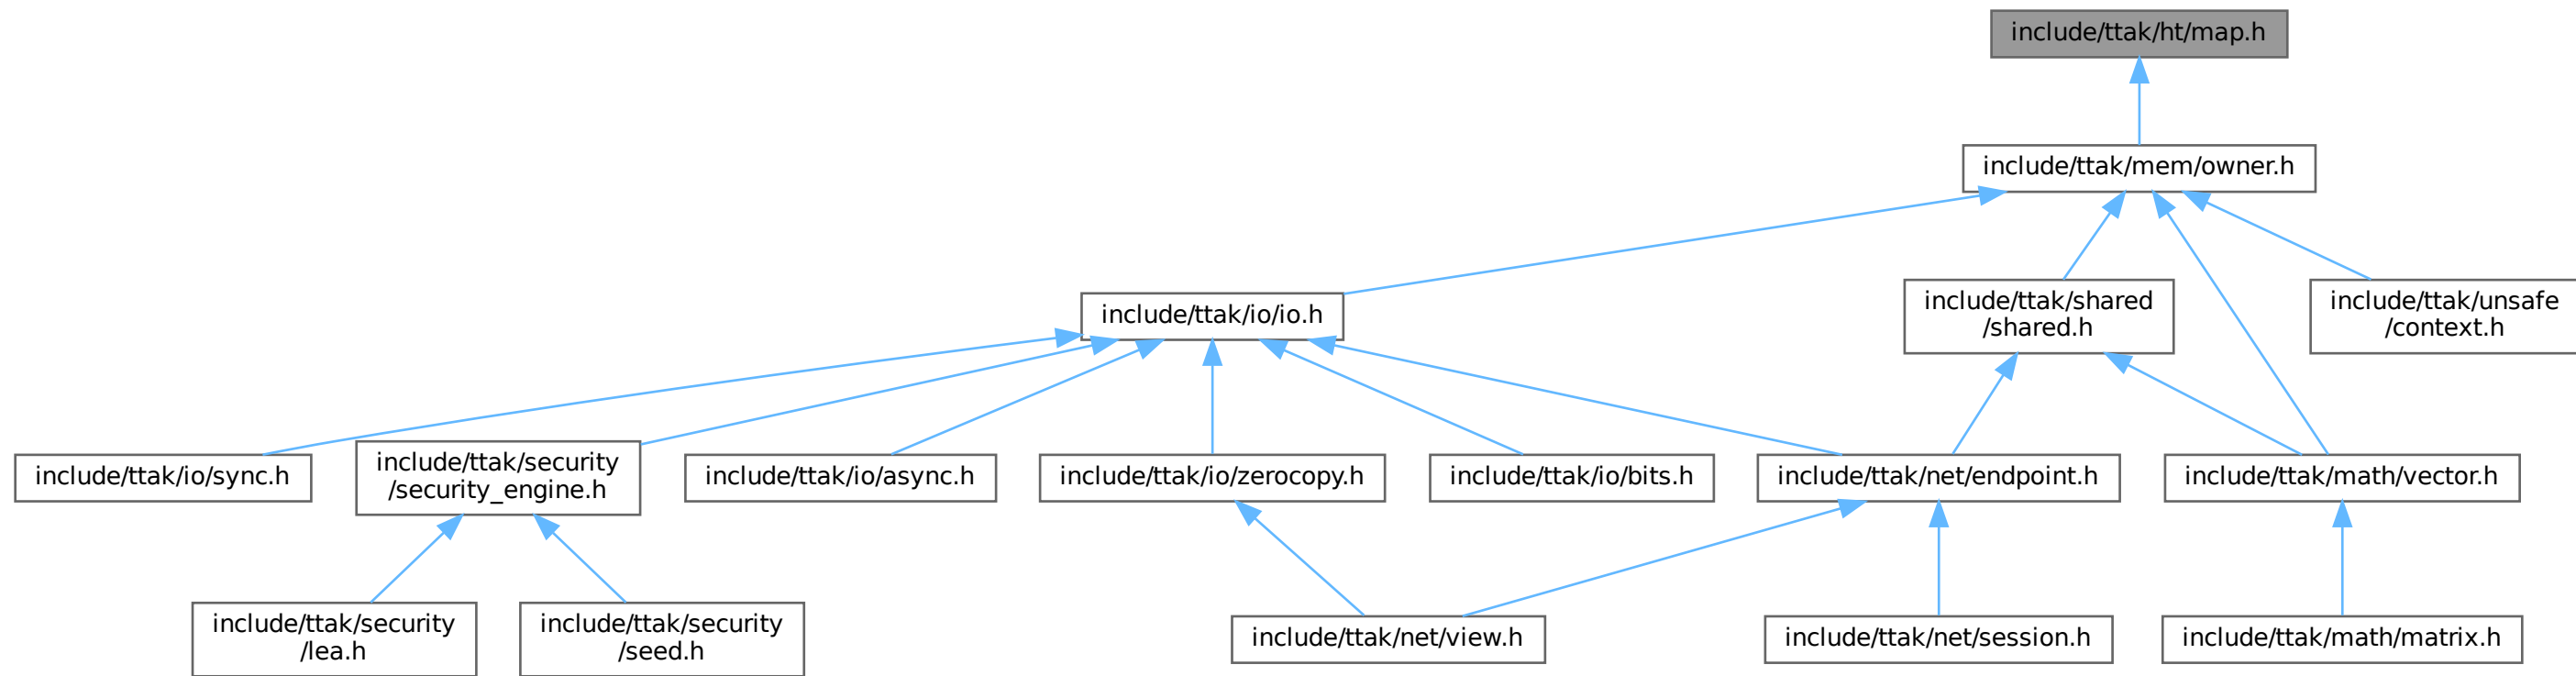 include/ttak/ht/map.h
include/ttak/mem/owner.h
include/ttak/io/io.h
include/ttak/shared
/shared.h
include/ttak/unsafe
/context.h
include/ttak/io/sync.h
include/ttak/security
/security_engine.h
include/ttak/io/async.h
include/ttak/io/zerocopy.h
include/ttak/io/bits.h
include/ttak/net/endpoint.h
include/ttak/math/vector.h
include/ttak/security
/lea.h
include/ttak/security
/seed.h
include/ttak/net/view.h
include/ttak/net/session.h
include/ttak/math/matrix.h